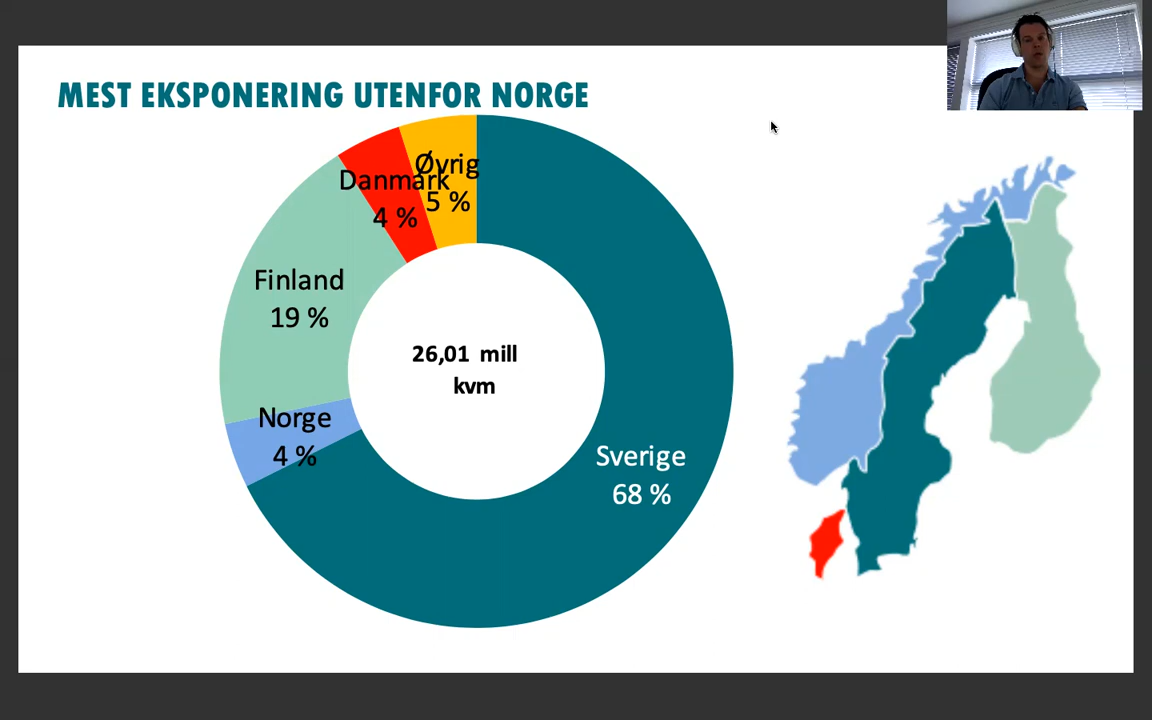 MEST EKSPONERING UTENFOR NORGE
Øvrig
5 %
Danmark
4 %
Finland
19 %
26,01 mill
kvm
Norge
4 %
Sverige
68 %